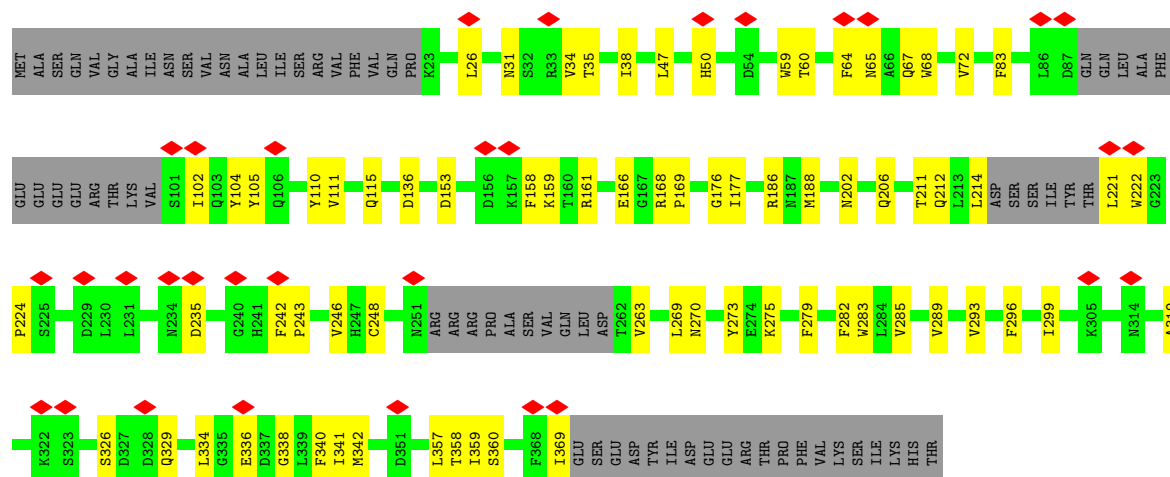 MET ALA SER GLN VAL GLY ALA ILE ASN SER VAL ASN ALA LEU ILE SER ARG VAL PHE VAL GLN PRO K23 L26 N31 S32 R33 V34 T35 I38 L47 H50 D54 W59 T60 F64 N65 A66 Q67 W68 V72 F83 L86 D87 GLN GLN LEU ALA PHE
GLU GLU GLU GLU ARG THR LYS VAL S101 I102 Q103 Y104 Y105 Q106 Y110 V111 Q115 D136 D153 D156 K157 F158 K159 T160 R161 E166 G167 R168 P169 G176 I177 R186 N187 M188 N202 Q206 T211 Q212 L213 L214 ASP SER SER ILE TYR THR L221 W222 G223
P224 S225 D229 L230 L231 N234 D235 G240 H241 F242 P243 V246 H247 C248 N251 ARG ARG ARG PRO ALA SER VAL GLN LEU ASP T262 V263 L269 N270 Y273 E274 K275 F279 F282 W283 L284 V285 V289 V293 F296 I299 K305 N314
K322 S323 S326 D327 D328 Q329 L334 G335 E336 D337 G338 L339 F340 I341 M342 D351 L357 T358 I359 S360 F368 I369 GLU SER GLU ASP TYR ILE ASP GLU GLU ARG THR PRO PHE VAL LYS SER ILE LYS HIS THR